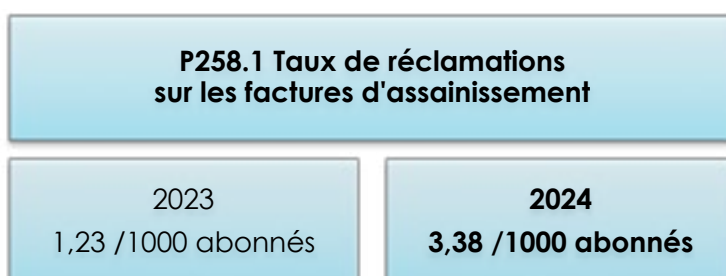 P258.1 Taux de réclamations
sur les factures d'assainissement
2023
1,23 /1000 abonnés
2024
3,38 /1000 abonnés